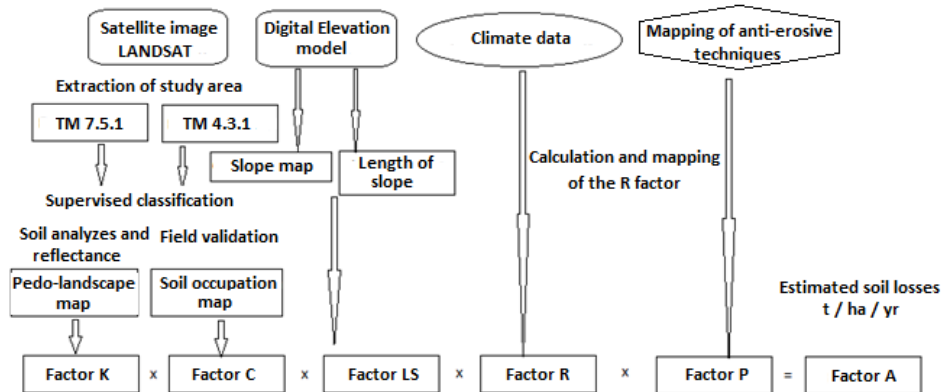 Satellite image
LANDSAT
Digital Elevation
model
Climate data
Mapping of anti-erosive
techniques
Extraction of study area
TM 7.5.1
TM 4.3.1
Slope map
Length of
slope
Calculation and mapping
of the R factor
Supervised classification
Soil analyzes and
reflectance
Field validation
Pedo-landscape
map
Soil occupation
map
Estimated soil losses
t / ha / yr
Factor K x Factor C x Factor LS x Factor R x Factor P = Factor A